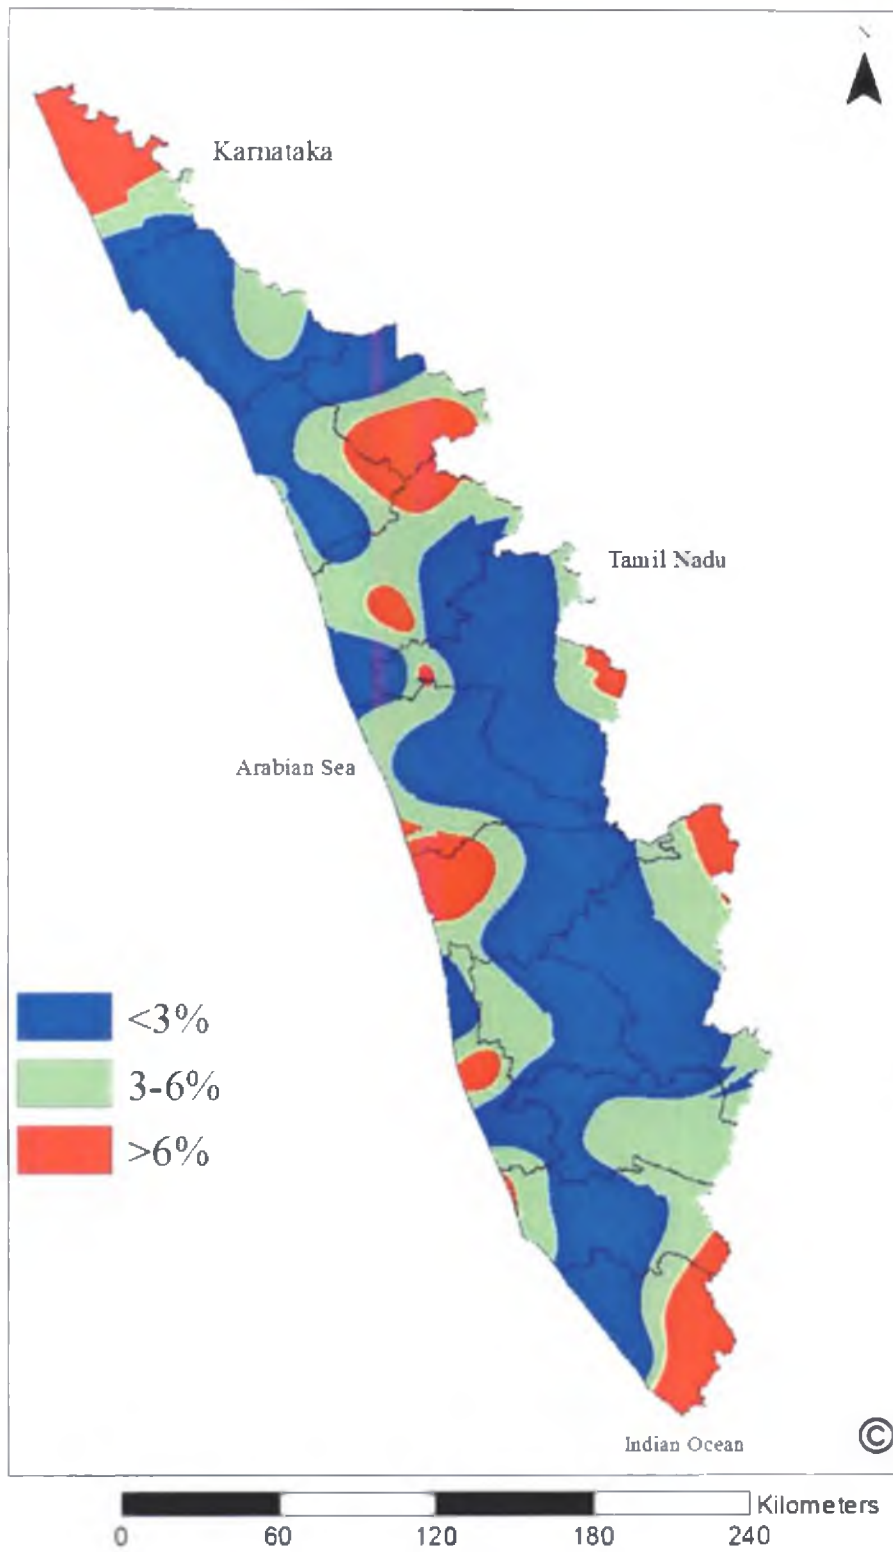 N
Karnataka
Tamil Nadu
Arabian Sea
<3%
3-6%
>6%
Indian Ocean
©
Kilometers
0 60 120 180 240